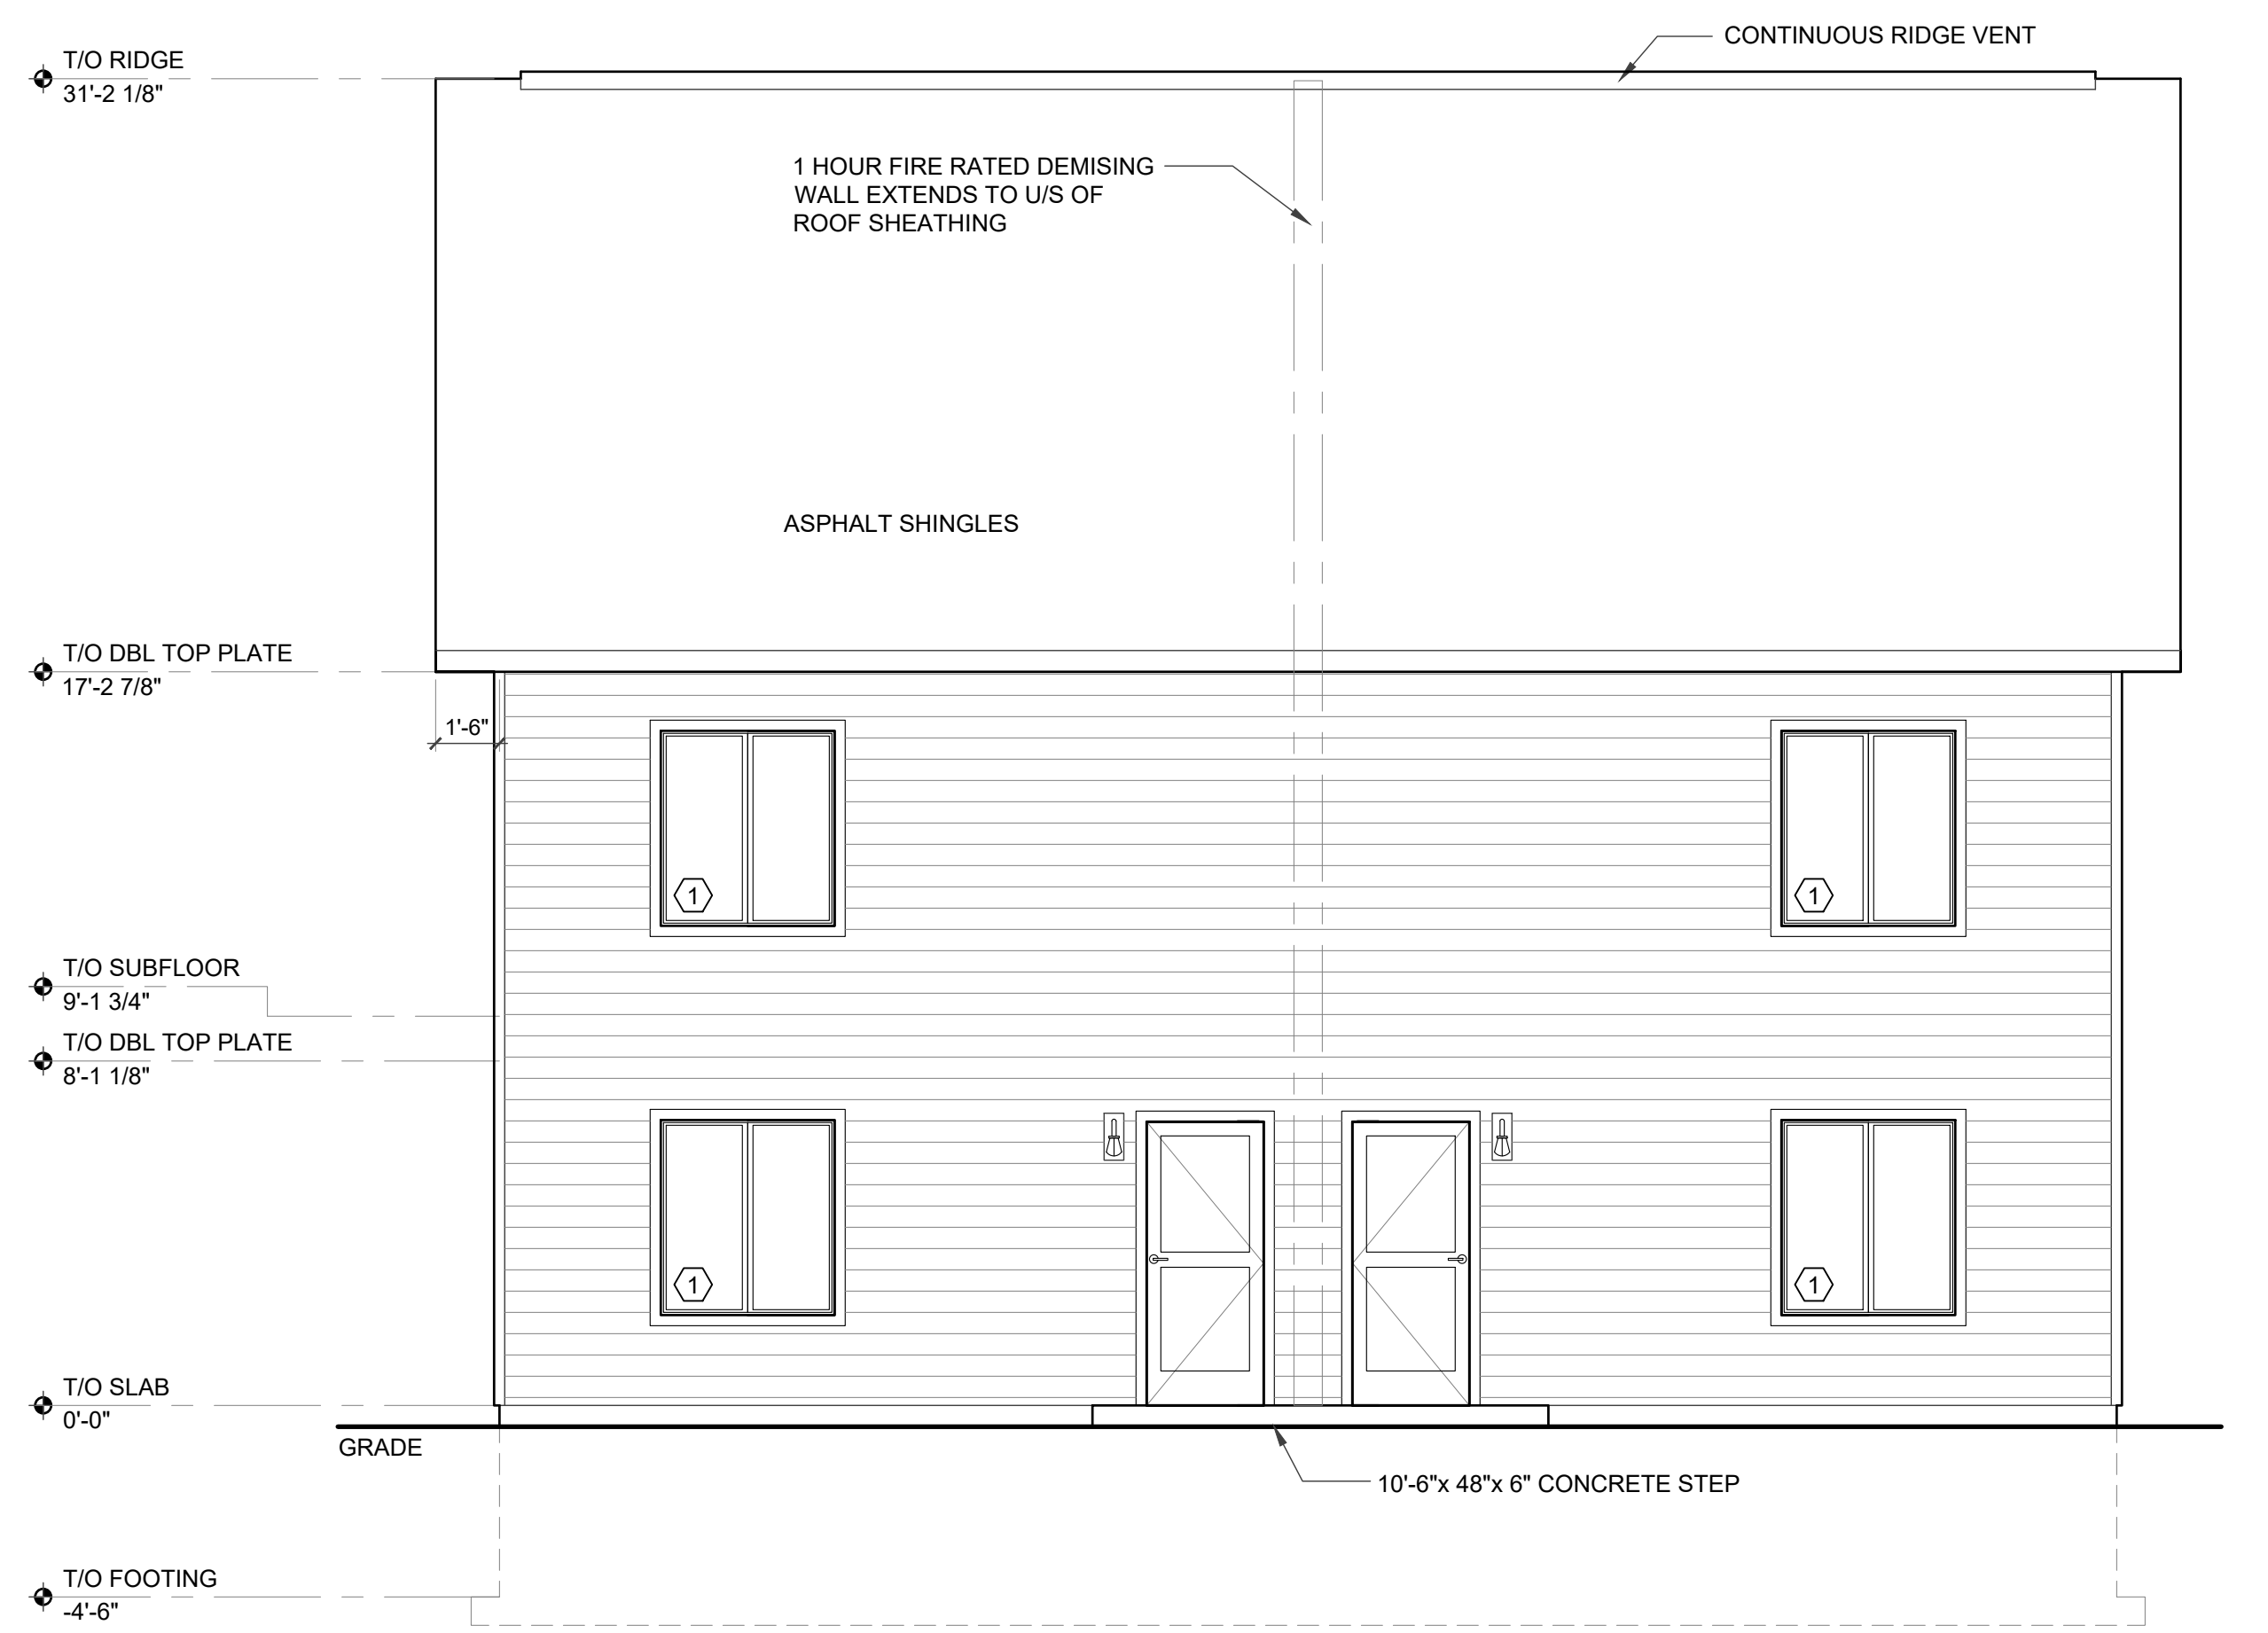 CONTINUOUS RIDGE VENT
T/O RIDGE
31'-2 1/8"
1 HOUR FIRE RATED DEMISING
WALL EXTENDS TO U/S OF
ROOF SHEATHING
ASPHALT SHINGLES
T/O DBL TOP PLATE
17'-2 7/8"
1'-6"
1
1
T/O SUBFLOOR
9'-1 3/4"
T/O DBL TOP PLATE
8'-1 1/8"
1
1
T/O SLAB
0'-0"
GRADE
10'-6"x 48"x 6" CONCRETE STEP
T/O FOOTING
-4'-6"